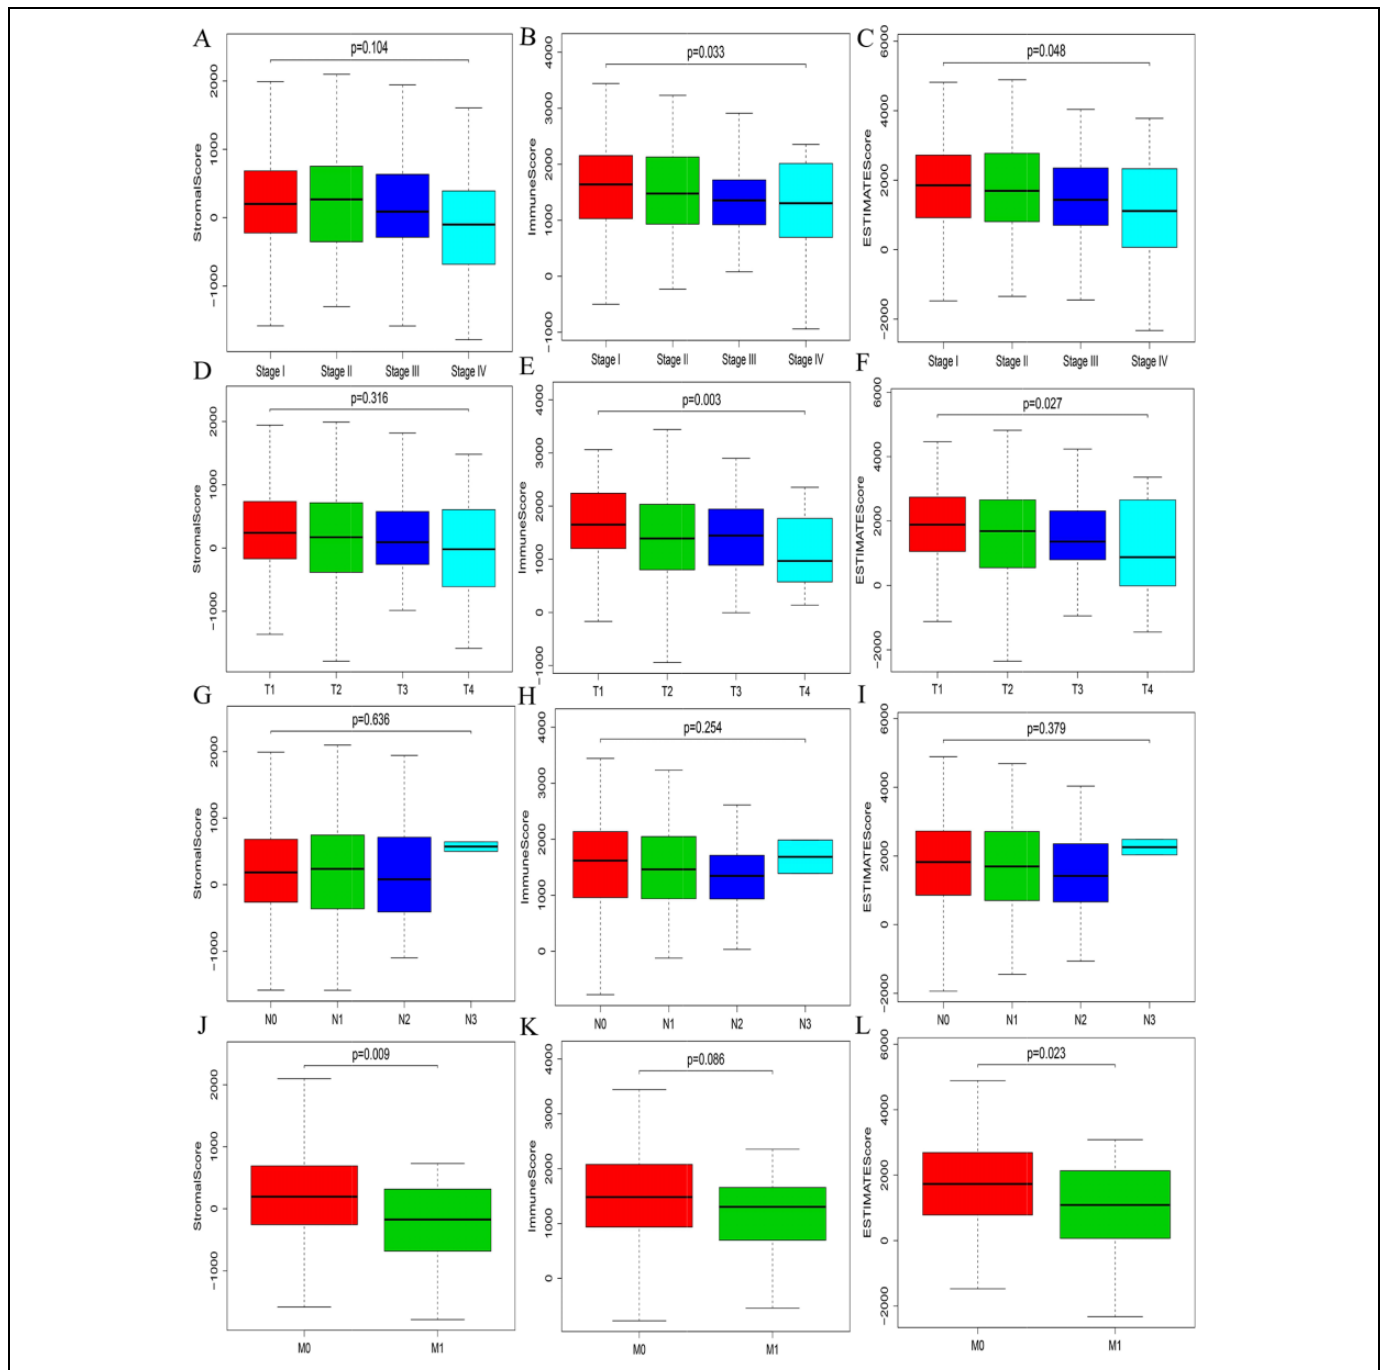 A
p=0.104
StromalScore
2000
1000
0
−1000
Stage I Stage II Stage III Stage IV
B
p=0.033
ImmuneScore
4000
3000
2000
1000
0
−1000
Stage I Stage II Stage III Stage IV
C
p=0.048
ESTIMATEScore
6000
4000
2000
0
−2000
Stage I Stage II Stage III Stage IV
D
p=0.316
StromalScore
2000
1000
0
−1000
T1 T2 T3 T4
E
p=0.003
ImmuneScore
4000
3000
2000
1000
0
−1000
T1 T2 T3 T4
F
p=0.027
ESTIMATEScore
6000
4000
2000
0
−2000
T1 T2 T3 T4
G
p=0.636
StromalScore
2000
1000
0
−1000
N0 N1 N2 N3
H
p=0.254
ImmuneScore
4000
3000
2000
1000
0
N0 N1 N2 N3
I
p=0.379
ESTIMATEScore
6000
4000
2000
0
−2000
N0 N1 N2 N3
J
p=0.009
StromalScore
2000
1000
0
−1000
M0 M1
K
p=0.086
ImmuneScore
4000
3000
2000
1000
0
M0 M1
L
p=0.023
ESTIMATEScore
6000
4000
2000
0
−2000
M0 M1